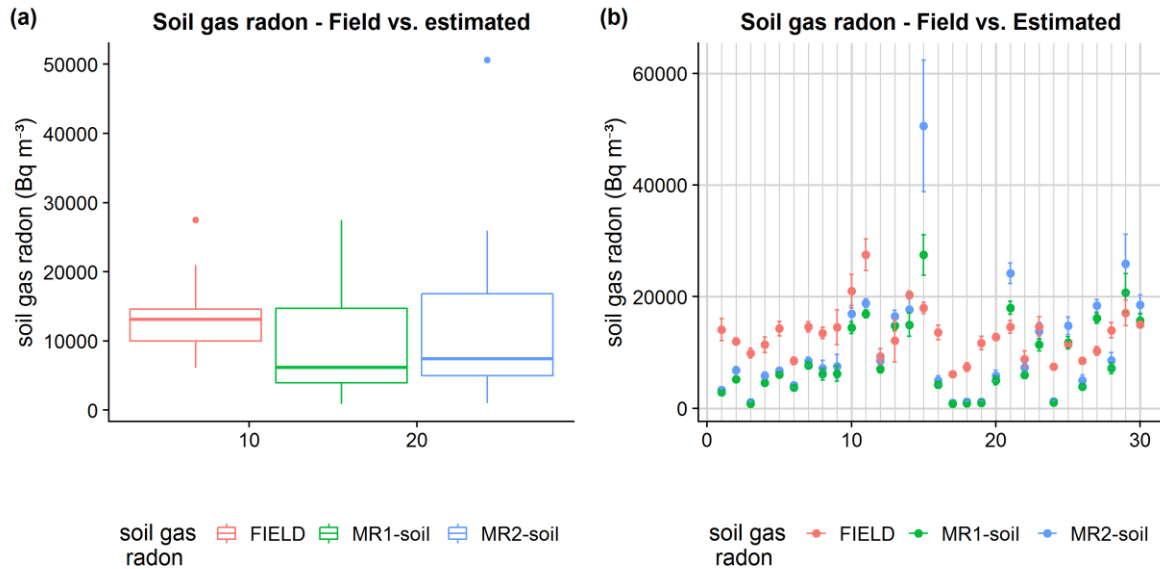 (a)
Soil gas radon - Field vs. estimated
soil gas radon (Bq m⁻³)
50000
40000
30000
20000
10000
0
10
20
soil gas
radon
FIELD
MR1-soil
MR2-soil
(b)
Soil gas radon - Field vs. Estimated
soil gas radon (Bq m⁻³)
60000
40000
20000
0
0
10
20
30
soil gas
radon
FIELD
MR1-soil
MR2-soil